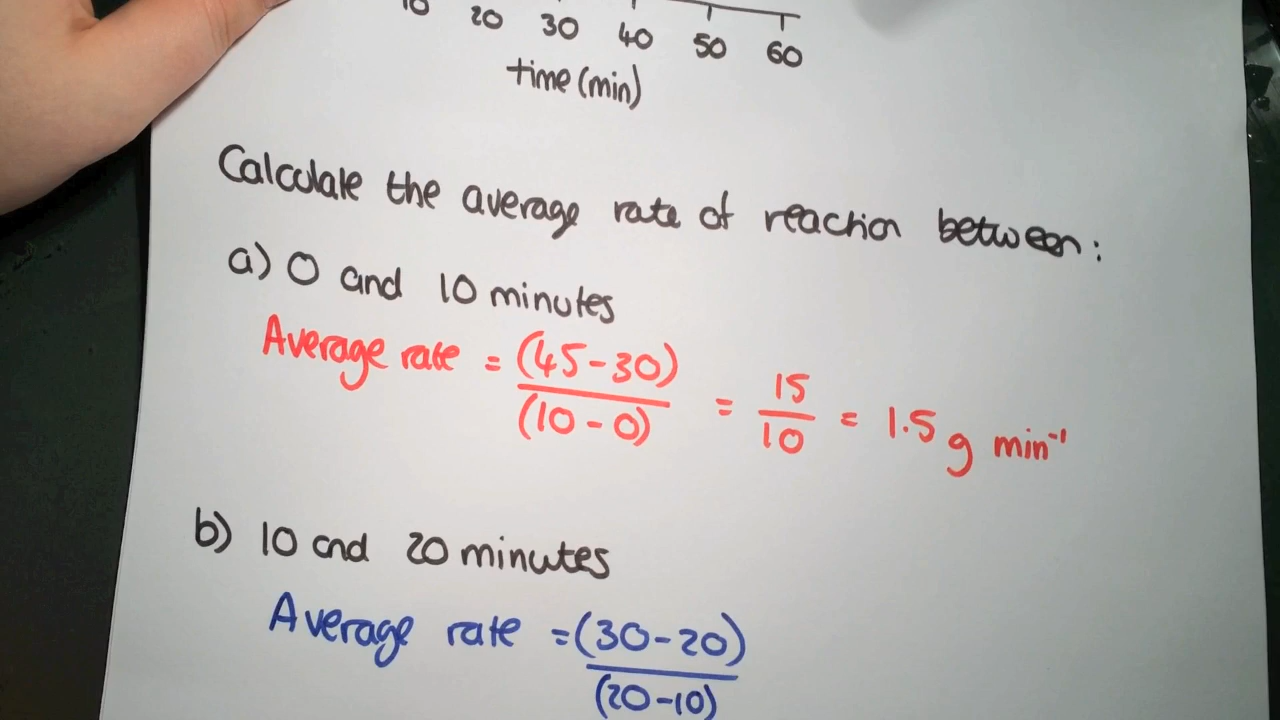 10 20 30 40 50 60
time (min)
Calculate the average rate of reaction between:
a) 0 and 10 minutes
Average rate = (45-30)
(10-0)
= 15
10
= 1.5 g min⁻¹
b) 10 and 20 minutes
Average rate = (30-20)
(20-10)